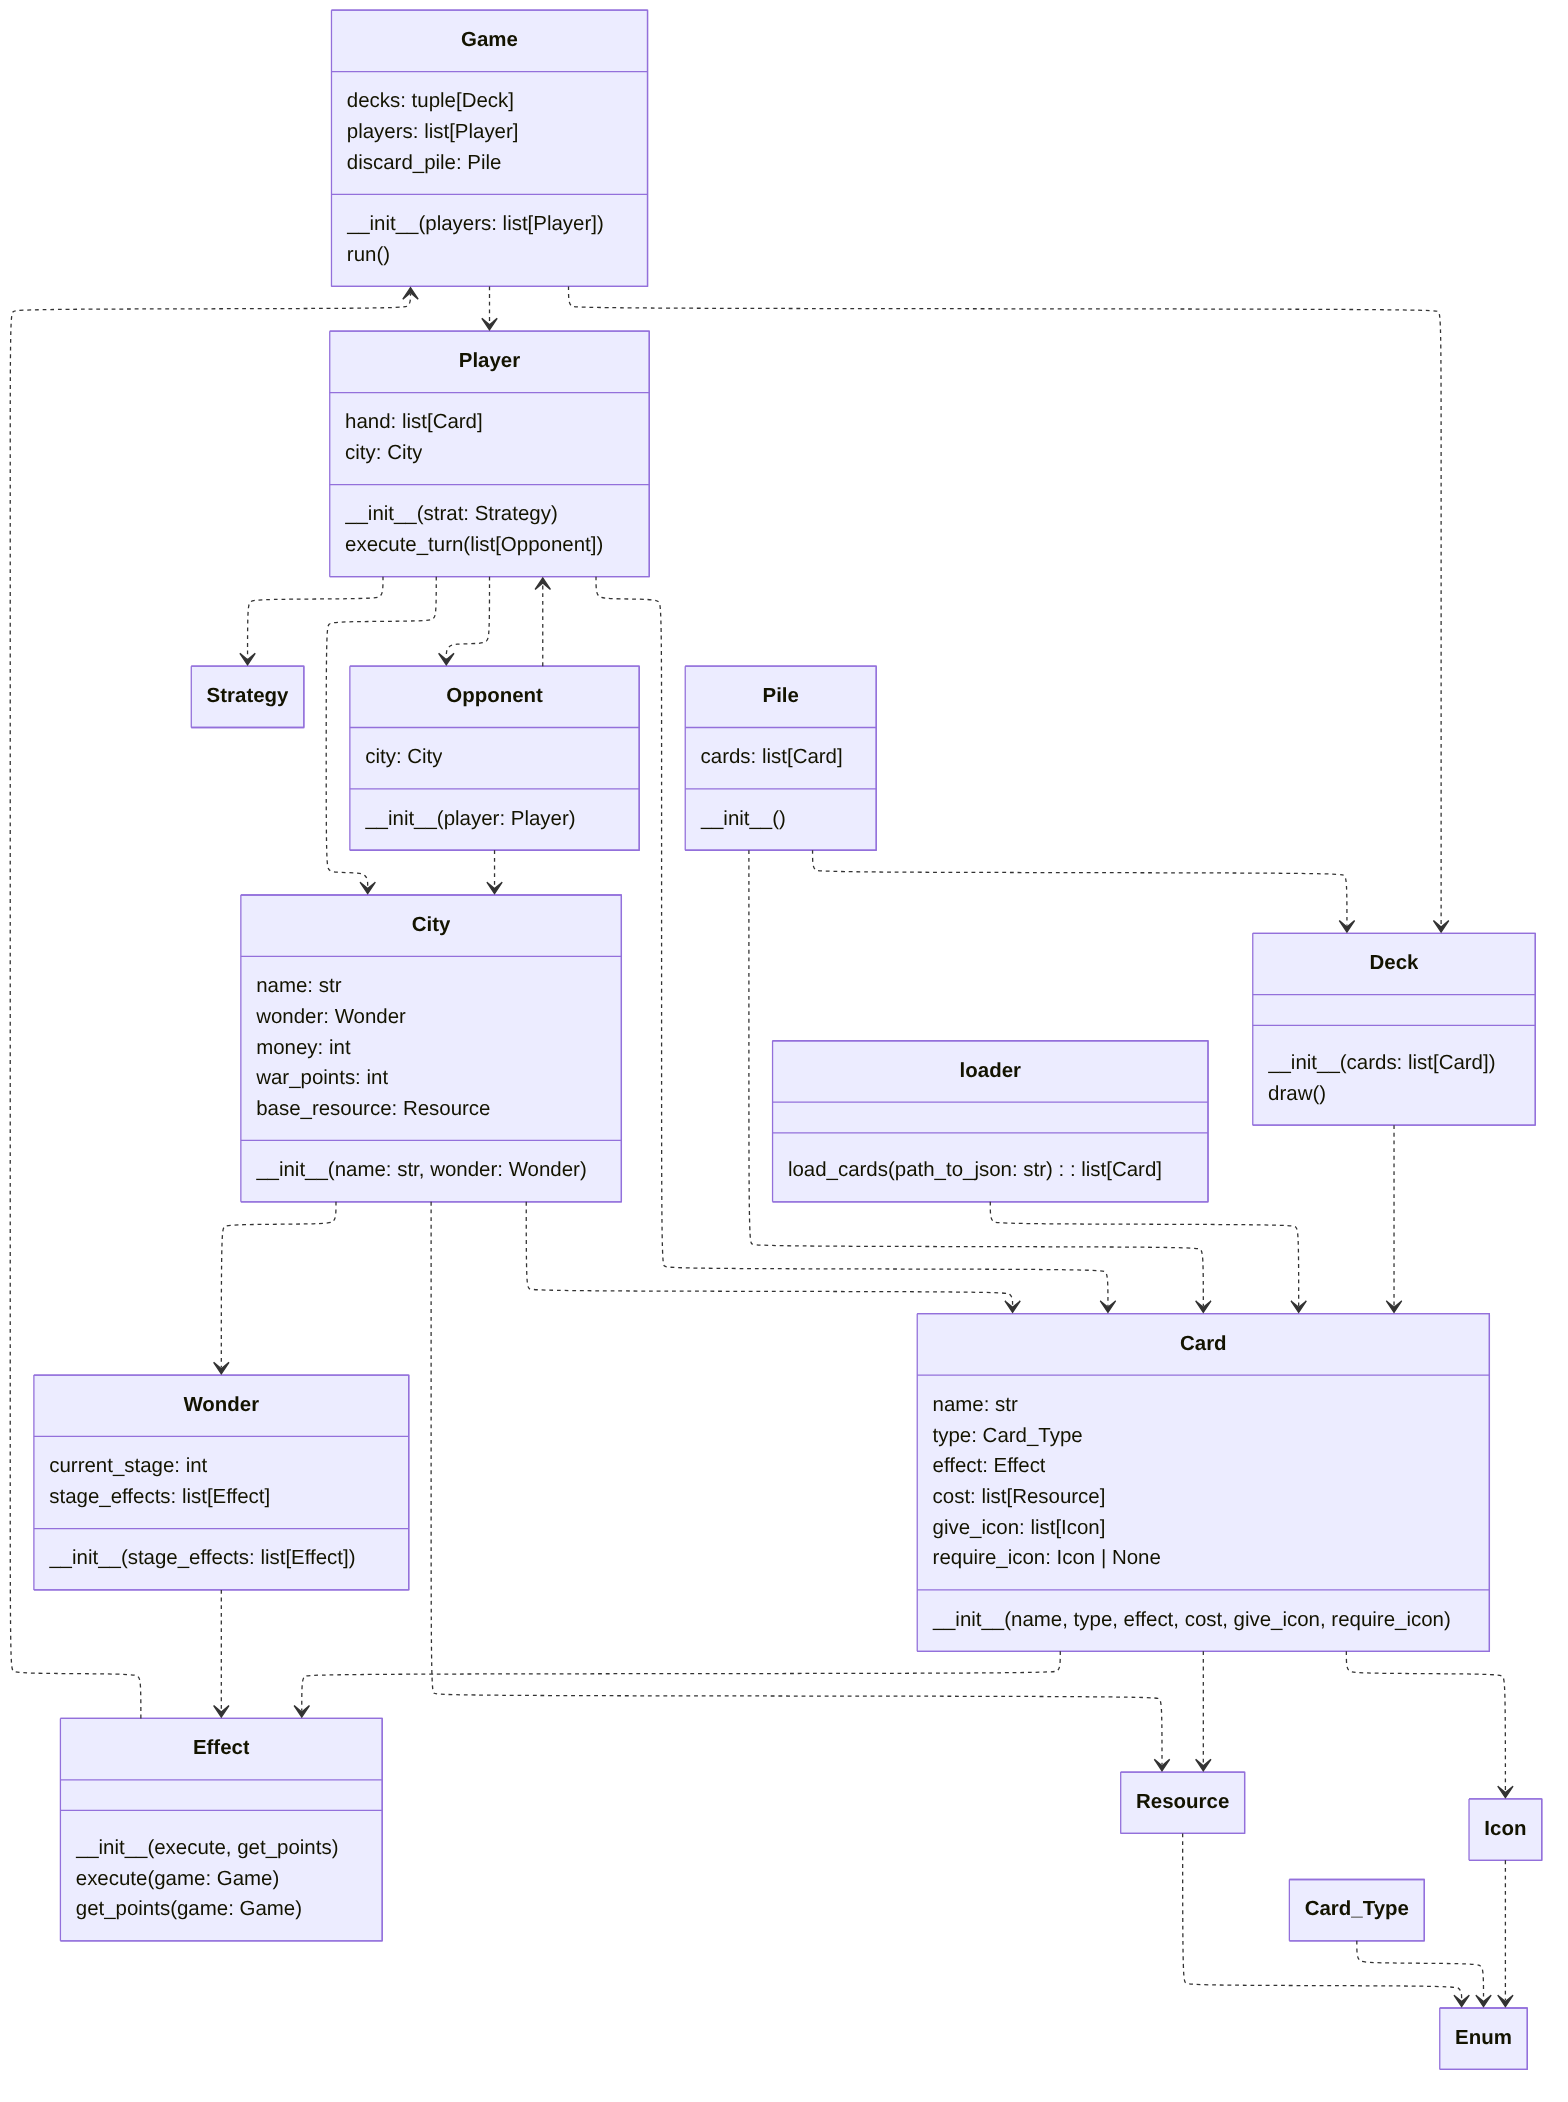 Game
decks: tuple[Deck]
players: list[Player]
discard_pile: Pile
__init__(players: list[Player])
run()
Player
hand: list[Card]
city: City
__init__(strat: Strategy)
execute_turn(list[Opponent])
Strategy
Opponent
city: City
__init__(player: Player)
Pile
cards: list[Card]
__init__()
City
name: str
wonder: Wonder
money: int
war_points: int
base_resource: Resource
__init__(name: str, wonder: Wonder)
Deck
__init__(cards: list[Card])
draw()
loader
load_cards(path_to_json: str) : : list[Card]
Card
name: str
type: Card_Type
effect: Effect
cost: list[Resource]
give_icon: list[Icon]
require_icon: Icon | None
__init__(name, type, effect, cost, give_icon, require_icon)
Wonder
current_stage: int
stage_effects: list[Effect]
__init__(stage_effects: list[Effect])
Effect
__init__(execute, get_points)
execute(game: Game)
get_points(game: Game)
Resource
Icon
Card_Type
Enum